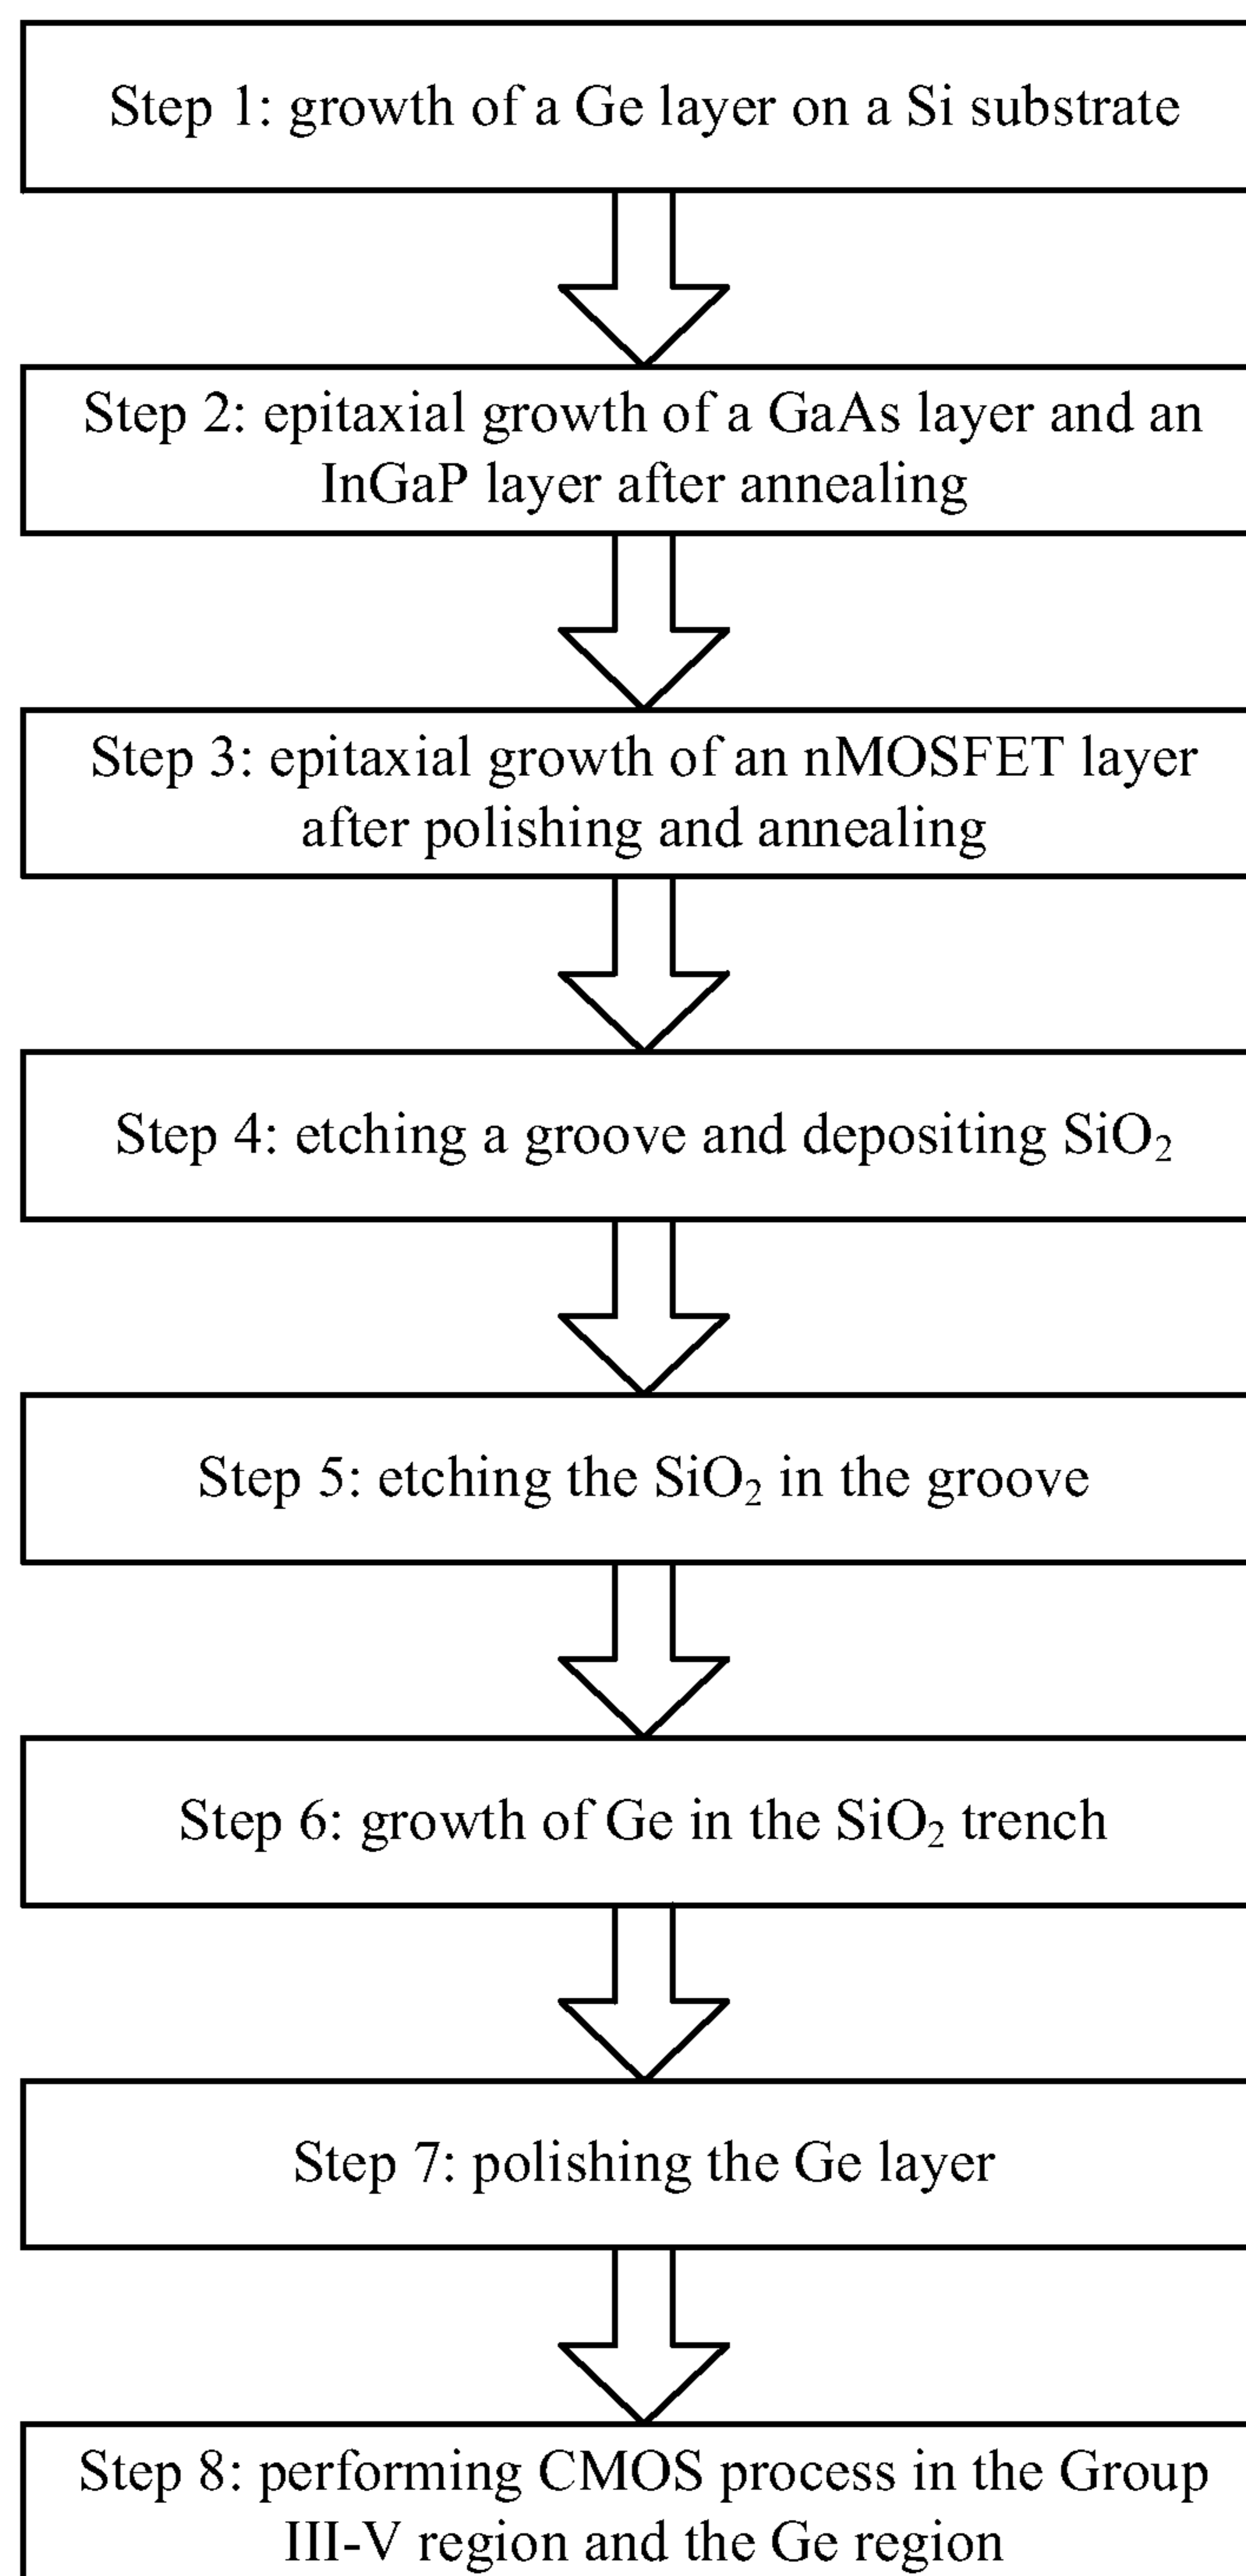 Step 1: growth of a Ge layer on a Si substrate
Step 2: epitaxial growth of a GaAs layer and an
InGaP layer after annealing
Step 3: epitaxial growth of an nMOSFET layer
after polishing and annealing
Step 4: etching a groove and depositing SiO₂
Step 5: etching the SiO₂ in the groove
Step 6: growth of Ge in the SiO₂ trench
Step 7: polishing the Ge layer
Step 8: performing CMOS process in the Group
III-V region and the Ge region